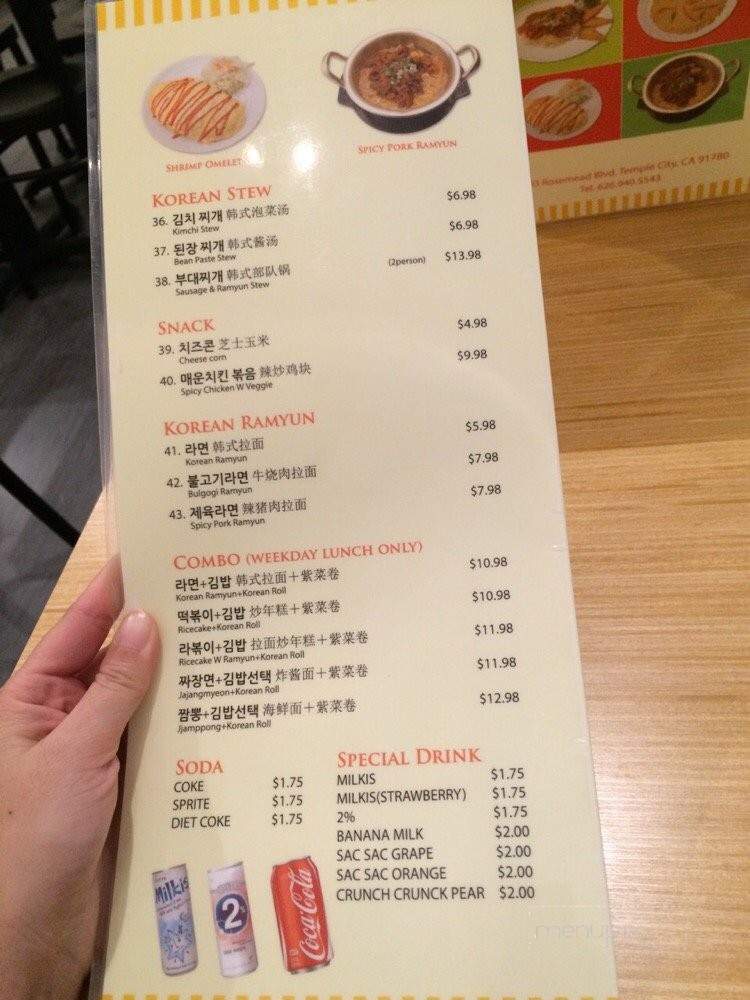 SHRIMP OMELET
SPICY PORK RAMYUN
Rosemead Blvd, Temple City, CA 91780
Tel. 626.940.5543
KOREAN STEW
36. 김치 찌개 韩式泡菜汤 $6.98
Kimchi Stew
37. 된장 찌개 韩式酱汤 $6.98
Bean Paste Stew
38. 부대찌개 韩式部队锅 (2person) $13.98
Sausage & Ramyun Stew
SNACK
39. 치즈콘 芝士玉米 $4.98
Cheese corn
40. 매운치킨 볶음 辣炒鸡块 $9.98
Spicy Chicken W Veggie
KOREAN RAMYUN
41. 라면 韩式拉面 $5.98
Korean Ramyun
42. 불고기라면 牛烧肉拉面 $7.98
Bulgogi Ramyun
43. 제육라면 辣猪肉拉面 $7.98
Spicy Pork Ramyun
COMBO (WEEKDAY LUNCH ONLY)
라면+김밥 韩式拉面+紫菜卷 $10.98
Korean Ramyun+Korean Roll
떡볶이+김밥 炒年糕+紫菜卷 $10.98
Ricecake+Korean Roll
라볶이+김밥 拉面炒年糕+紫菜卷 $11.98
Ricecake W Ramyun+Korean Roll
짜장면+김밥선택 炸酱面+紫菜卷 $11.98
Jajangmyeon+Korean Roll
짬뽕+김밥선택 海鲜面+紫菜卷 $12.98
Jjamppong+Korean Roll
SODA
COKE $1.75
SPRITE $1.75
DIET COKE $1.75
SPECIAL DRINK
MILKIS $1.75
MILKIS(STRAWBERRY) $1.75
2% $1.75
BANANA MILK $2.00
SAC SAC GRAPE $2.00
SAC SAC ORANGE $2.00
CRUNCH CRUNCK PEAR $2.00
Milkis
2%
Coca-Cola